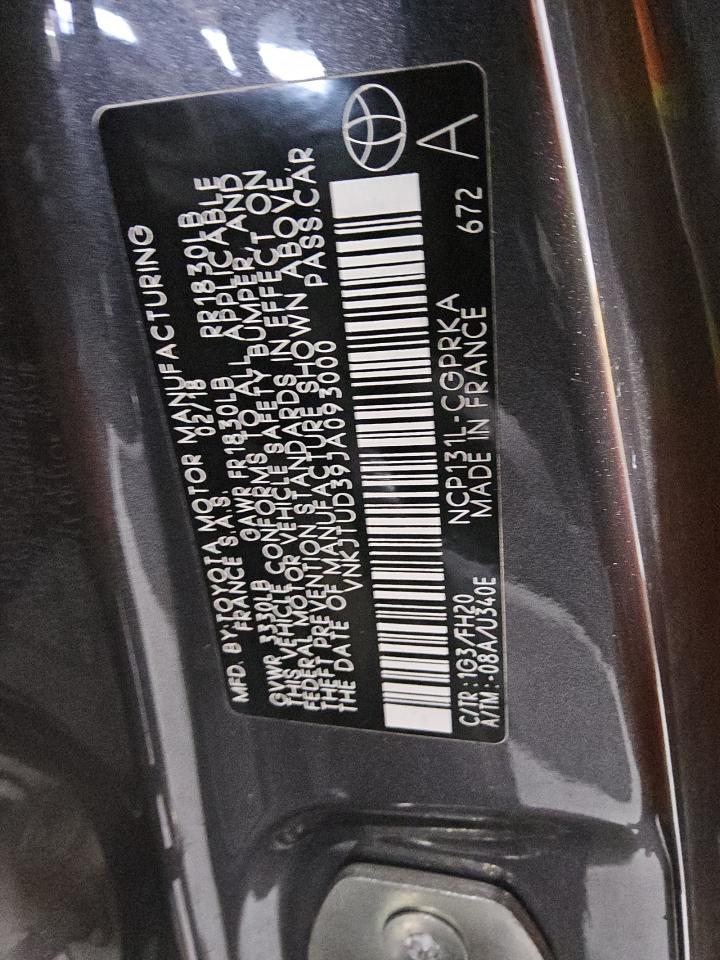 MFD. BY:TOYOTA MOTOR MANUFACTURING
FRANCE S.A.S. 02/18
GAWR FR1830LB RR1830LB
GVWR 3330LB
THIS VEHICLE CONFORMS TO ALL APPLICABLE
FEDERAL MOTOR VEHICLE SAFETY BUMPER, AND
THEFT PREVENTION STANDARDS IN EFFECT ON
THE DATE OF MANUFACTURE SHOWN ABOVE.
VNKJTUD39JA093000 PASS.CAR
NCP131L-CGPRKA 672 A
C/TR:1G3/FH20 MADE IN FRANCE
A/TM:-08A/U340E